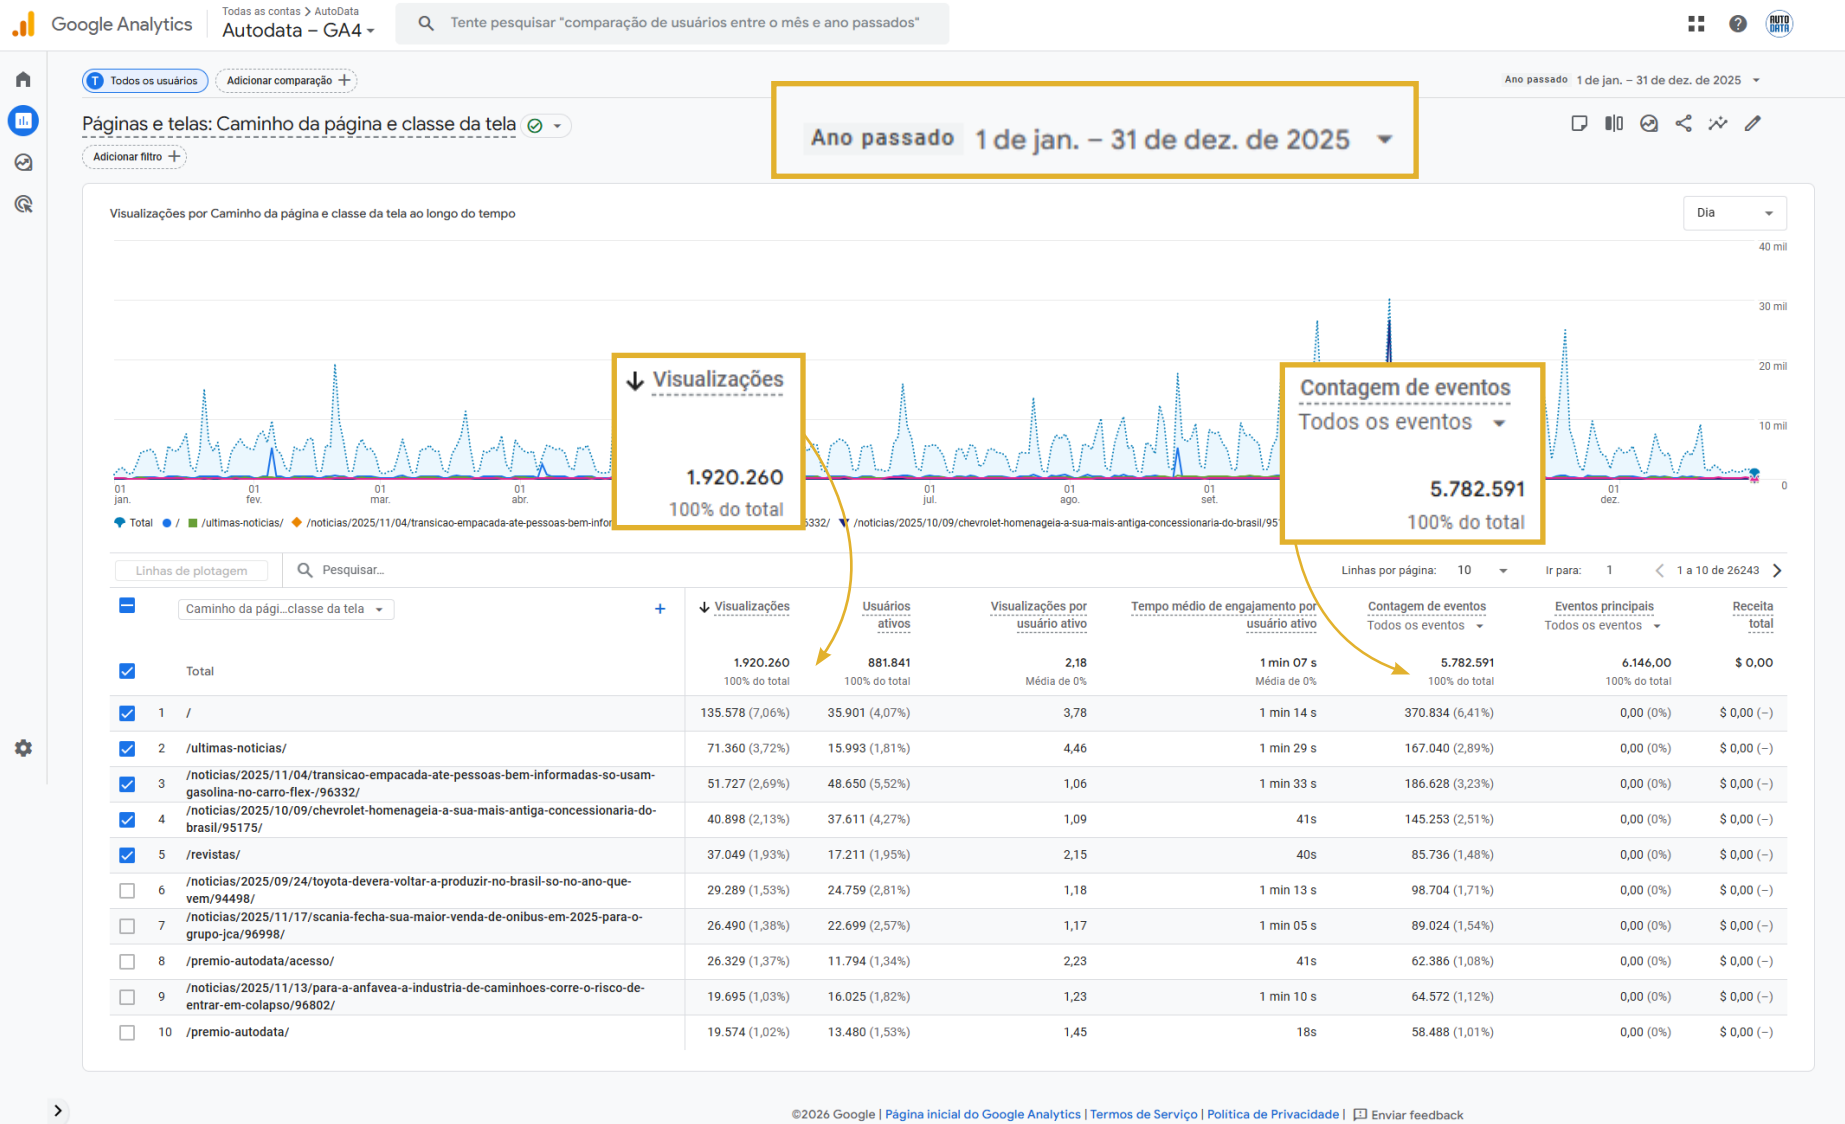 Google Analytics
Todas as contas > AutoData
Autodata – GA4
Tente pesquisar "comparação de usuários entre o mês e ano passados"
AUTO
DATA
T Todos os usuários
Adicionar comparação +
Ano passado 1 de jan. – 31 de dez. de 2025
Páginas e telas: Caminho da página e classe da tela
Ano passado 1 de jan. – 31 de dez. de 2025
Adicionar filtro +
Visualizações por Caminho da página e classe da tela ao longo do tempo
Dia
40 mil
30 mil
20 mil
10 mil
0
Visualizações
1.920.260
100% do total
Contagem de eventos
Todos os eventos
5.782.591
100% do total
01 jan.
01 fev.
01 mar.
01 abr.
01 jul.
01 ago.
01 set.
01 dez.
Total / /ultimas-noticias/ /noticias/2025/11/04/transicao-empacada-ate-pessoas-bem-infor 6332/ /noticias/2025/10/09/chevrolet-homenageia-a-sua-mais-antiga-concessionaria-do-brasil/951
Linhas de plotagem
Pesquisar...
Linhas por página: 10
Ir para: 1
1 a 10 de 26243
Caminho da pági...classe da tela
+
Visualizações
Usuários ativos
Visualizações por usuário ativo
Tempo médio de engajamento por usuário ativo
Contagem de eventos Todos os eventos
Eventos principais Todos os eventos
Receita total
Total 1.920.260 881.841 2,18 1 min 07 s 5.782.591 6.146,00 $ 0,00
100% do total 100% do total Média de 0% Média de 0% 100% do total 100% do total
1 / 135.578 (7,06%) 35.901 (4,07%) 3,78 1 min 14 s 370.834 (6,41%) 0,00 (0%) $ 0,00 (–)
2 /ultimas-noticias/ 71.360 (3,72%) 15.993 (1,81%) 4,46 1 min 29 s 167.040 (2,89%) 0,00 (0%) $ 0,00 (–)
3 /noticias/2025/11/04/transicao-empacada-ate-pessoas-bem-informadas-so-usam-
gasolina-no-carro-flex-/96332/ 51.727 (2,69%) 48.650 (5,52%) 1,06 1 min 33 s 186.628 (3,23%) 0,00 (0%) $ 0,00 (–)
4 /noticias/2025/10/09/chevrolet-homenageia-a-sua-mais-antiga-concessionaria-do-
brasil/95175/ 40.898 (2,13%) 37.611 (4,27%) 1,09 41s 145.253 (2,51%) 0,00 (0%) $ 0,00 (–)
5 /revistas/ 37.049 (1,93%) 17.211 (1,95%) 2,15 40s 85.736 (1,48%) 0,00 (0%) $ 0,00 (–)
6 /noticias/2025/09/24/toyota-devera-voltar-a-produzir-no-brasil-so-no-ano-que-
vem/94498/ 29.289 (1,53%) 24.759 (2,81%) 1,18 1 min 13 s 98.704 (1,71%) 0,00 (0%) $ 0,00 (–)
7 /noticias/2025/11/17/scania-fecha-sua-maior-venda-de-onibus-em-2025-para-o-
grupo-jca/96998/ 26.490 (1,38%) 22.699 (2,57%) 1,17 1 min 05 s 89.024 (1,54%) 0,00 (0%) $ 0,00 (–)
8 /premio-autodata/acesso/ 26.329 (1,37%) 11.794 (1,34%) 2,23 41s 62.386 (1,08%) 0,00 (0%) $ 0,00 (–)
9 /noticias/2025/11/13/para-a-anfavea-a-industria-de-caminhoes-corre-o-risco-de-
entrar-em-colapso/96802/ 19.695 (1,03%) 16.025 (1,82%) 1,23 1 min 10 s 64.572 (1,12%) 0,00 (0%) $ 0,00 (–)
10 /premio-autodata/ 19.574 (1,02%) 13.480 (1,53%) 1,45 18s 58.488 (1,01%) 0,00 (0%) $ 0,00 (–)
©2026 Google | Página inicial do Google Analytics | Termos de Serviço | Política de Privacidade | Enviar feedback